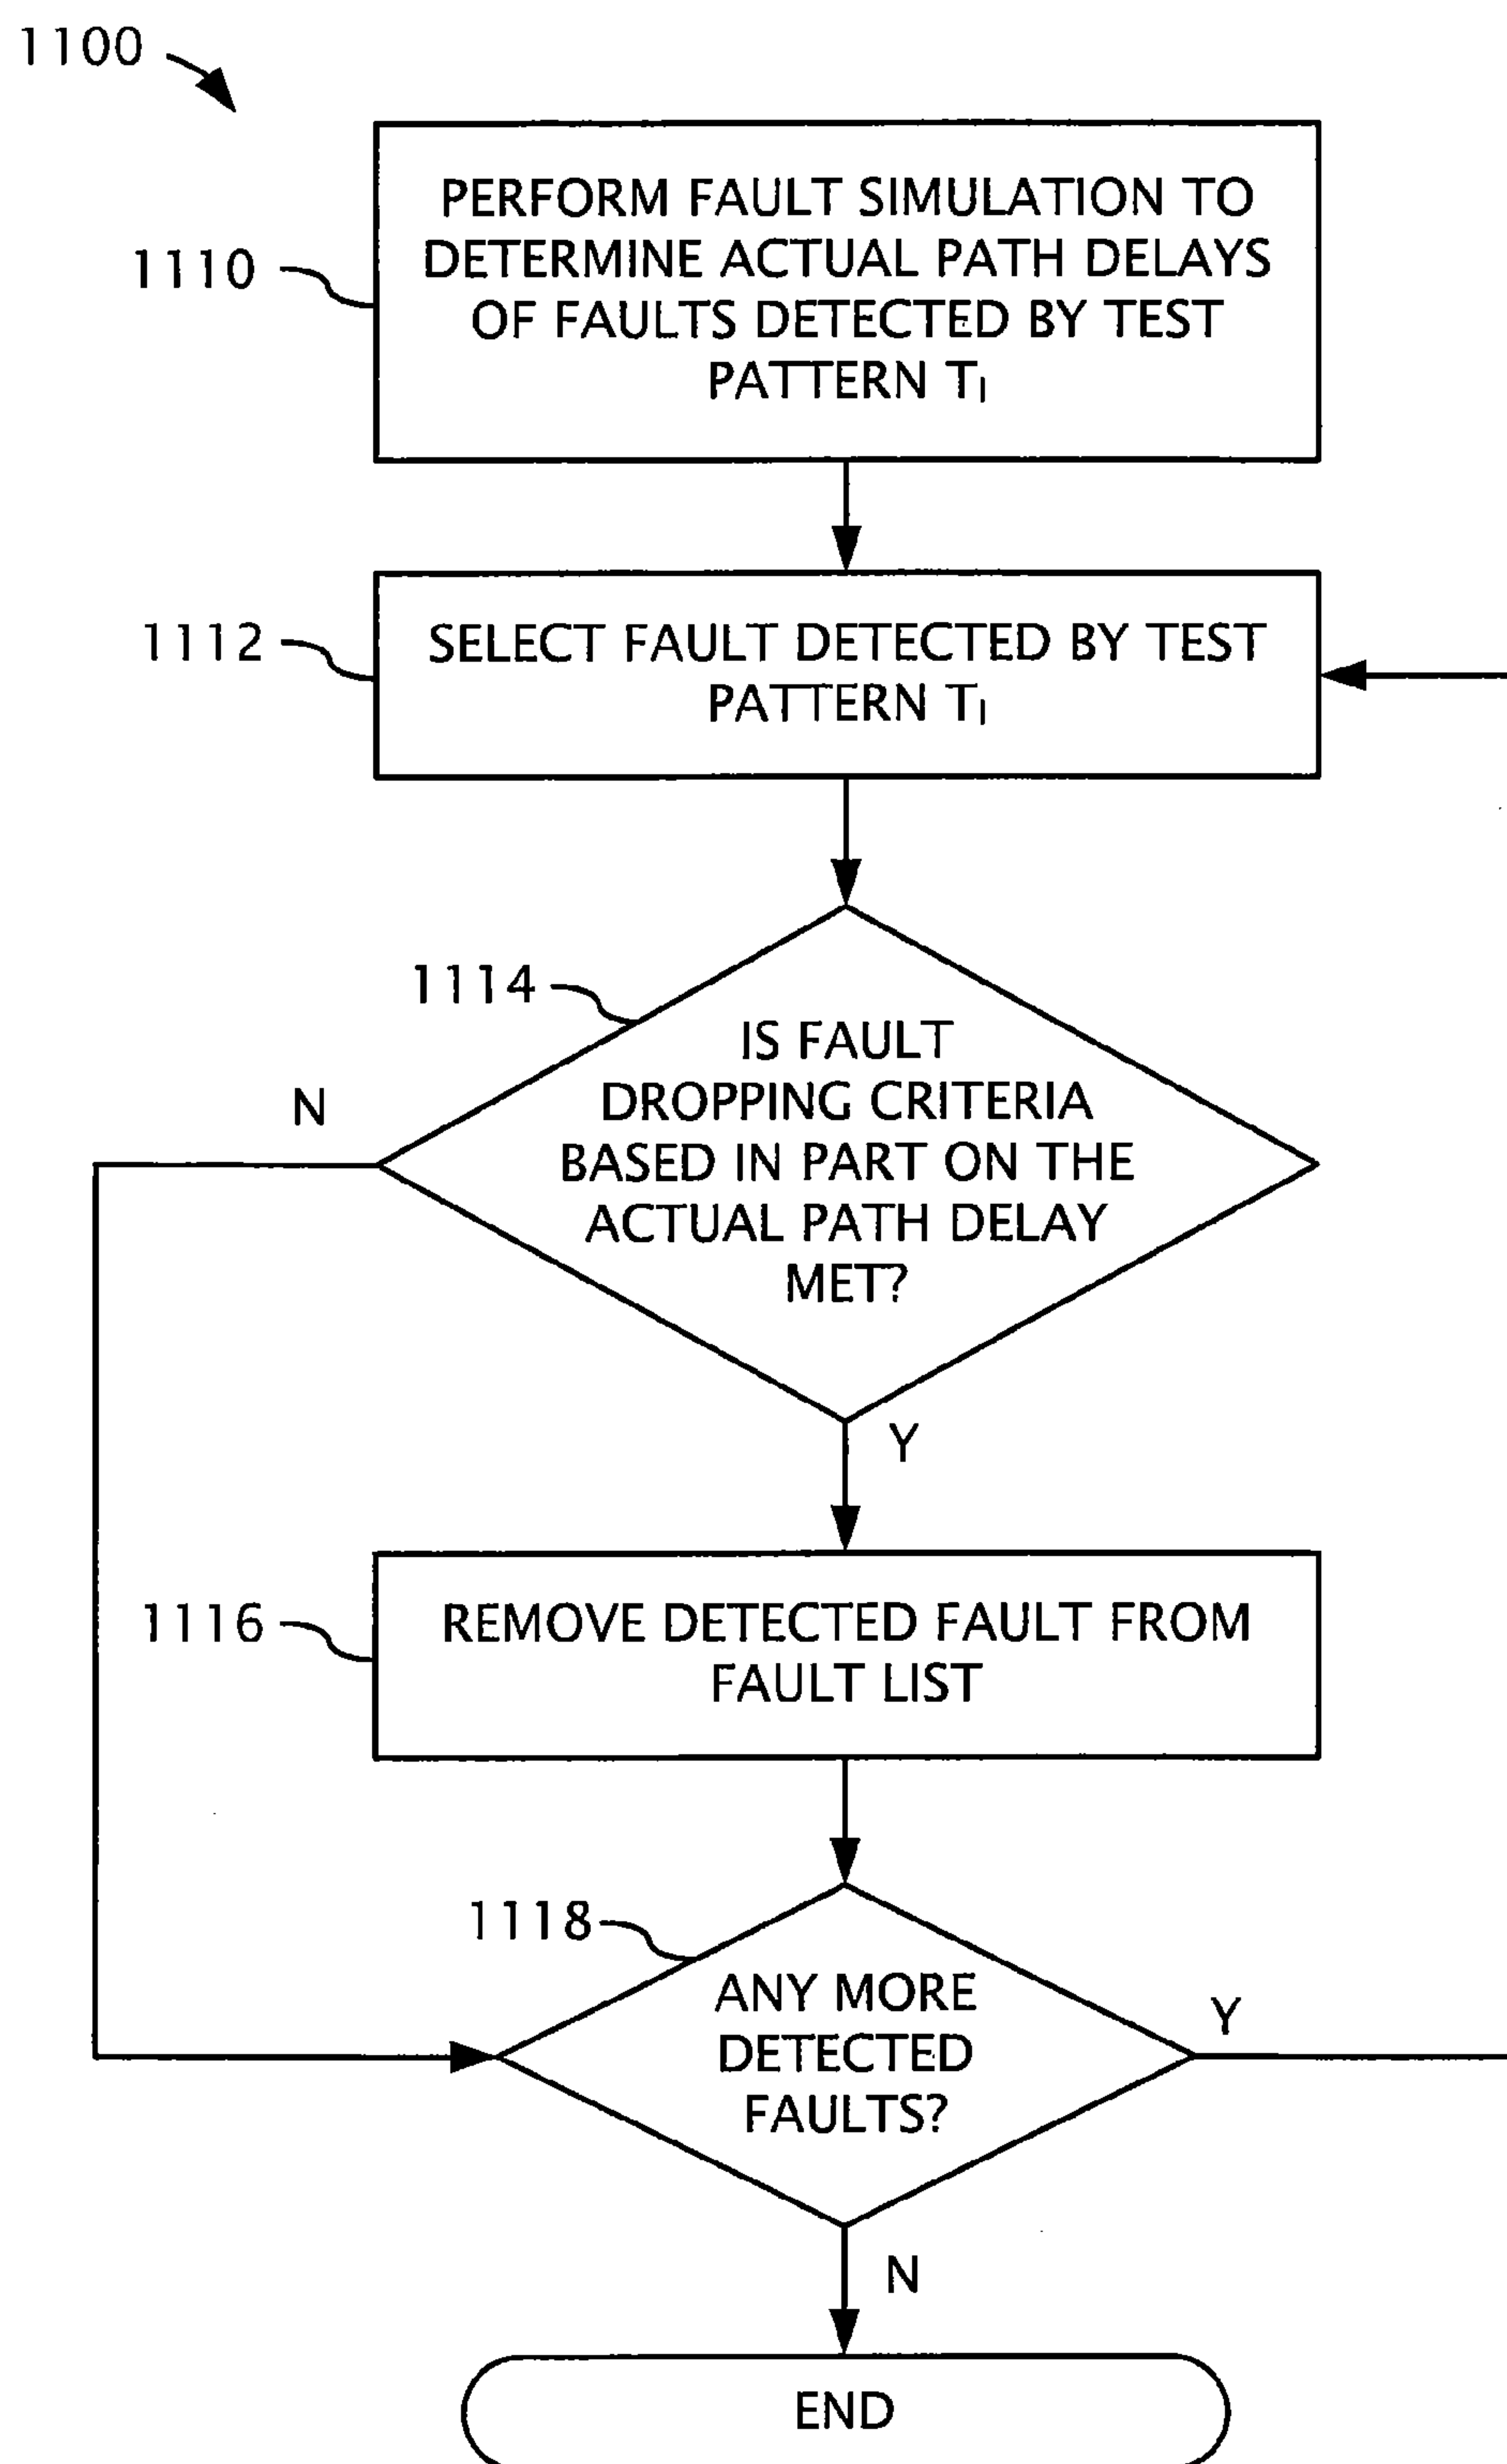 1100
PERFORM FAULT SIMULATION TO
DETERMINE ACTUAL PATH DELAYS
OF FAULTS DETECTED BY TEST
PATTERN TI
1110
SELECT FAULT DETECTED BY TEST
PATTERN TI
1112
1114
IS FAULT
DROPPING CRITERIA
BASED IN PART ON THE
ACTUAL PATH DELAY
MET?
N
Y
REMOVE DETECTED FAULT FROM
FAULT LIST
1116
1118
ANY MORE
DETECTED
FAULTS?
Y
N
END